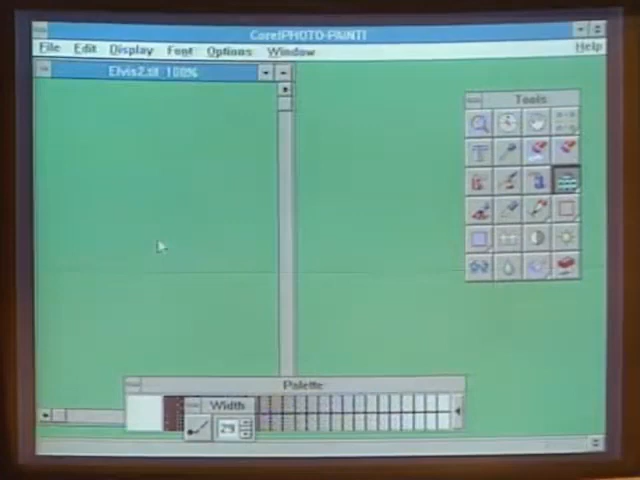 CorelPHOTO-PAINT!
File Edit Display Font Options Window Help
Elvis2.tif 100%
Tools
T
Palette
Width
29